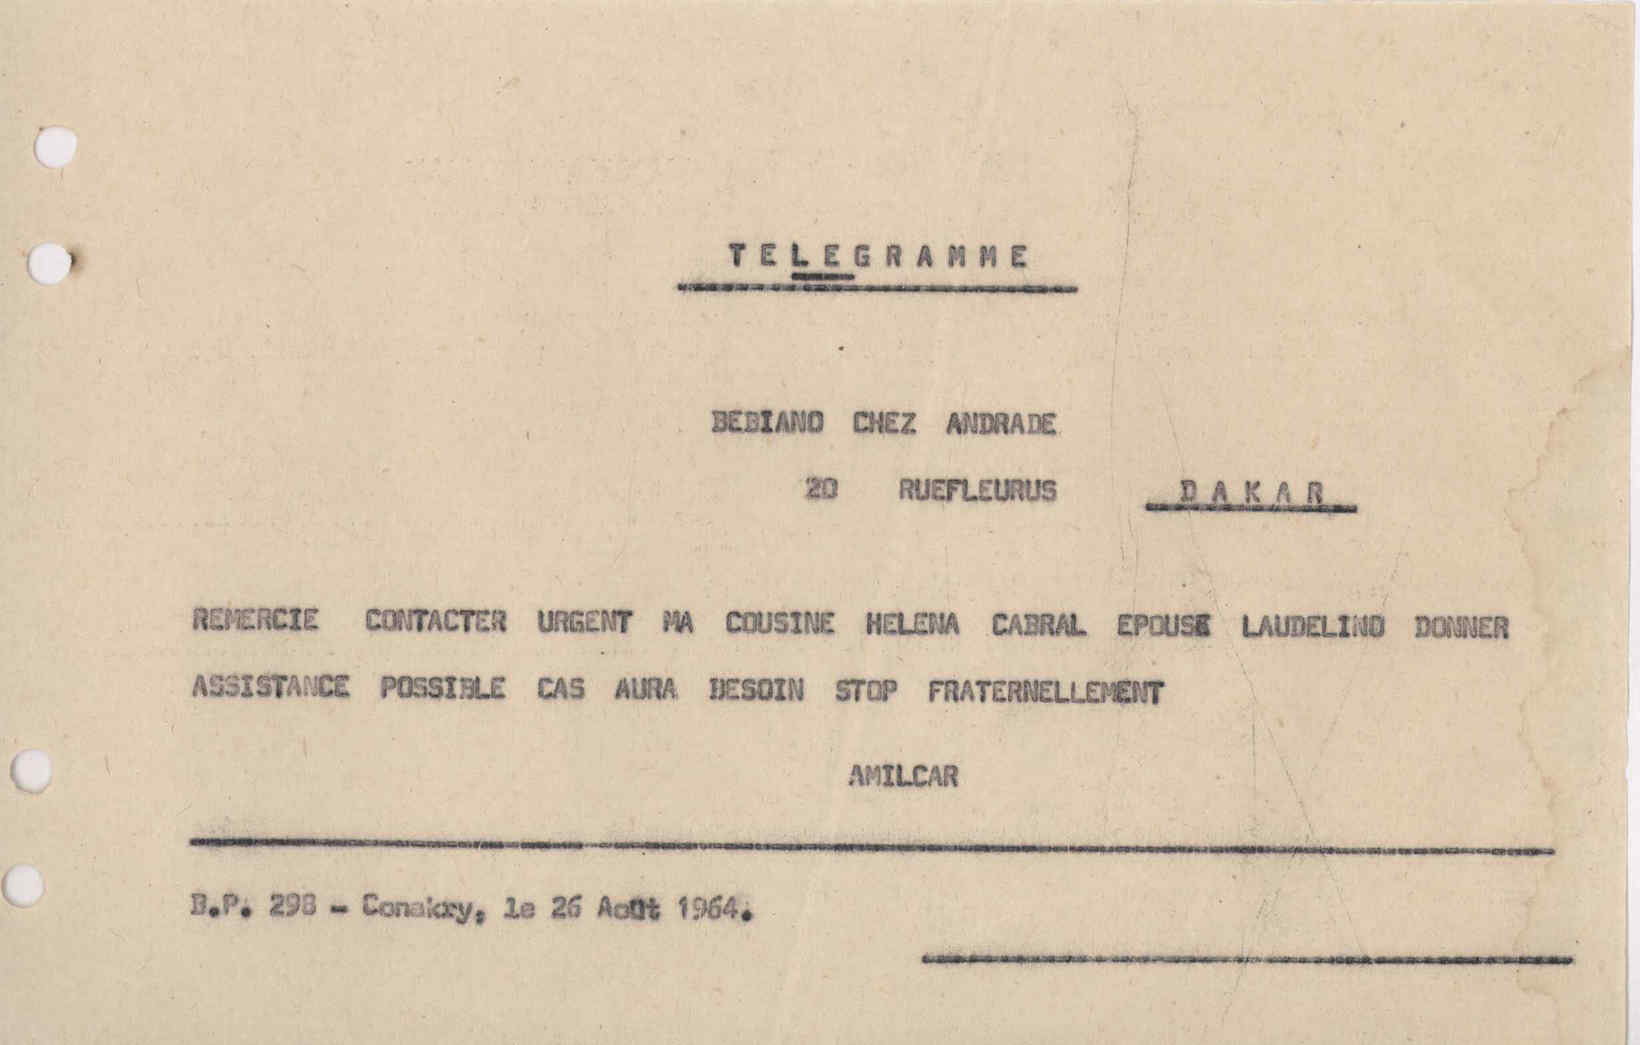 TELEGRAMME
BEBIANO CHEZ ANDRADE
20 RUEFLEURUS DAKAR
REMERCIE CONTACTER URGENT MA COUSINE HELENA CABRAL EPOUSE LAUDELINO DONNER
ASSISTANCE POSSIBLE CAS AURA BESOIN STOP FRATERNELLEMENT
AMILCAR
B.P. 298 - Conakry, le 26 Août 1964.